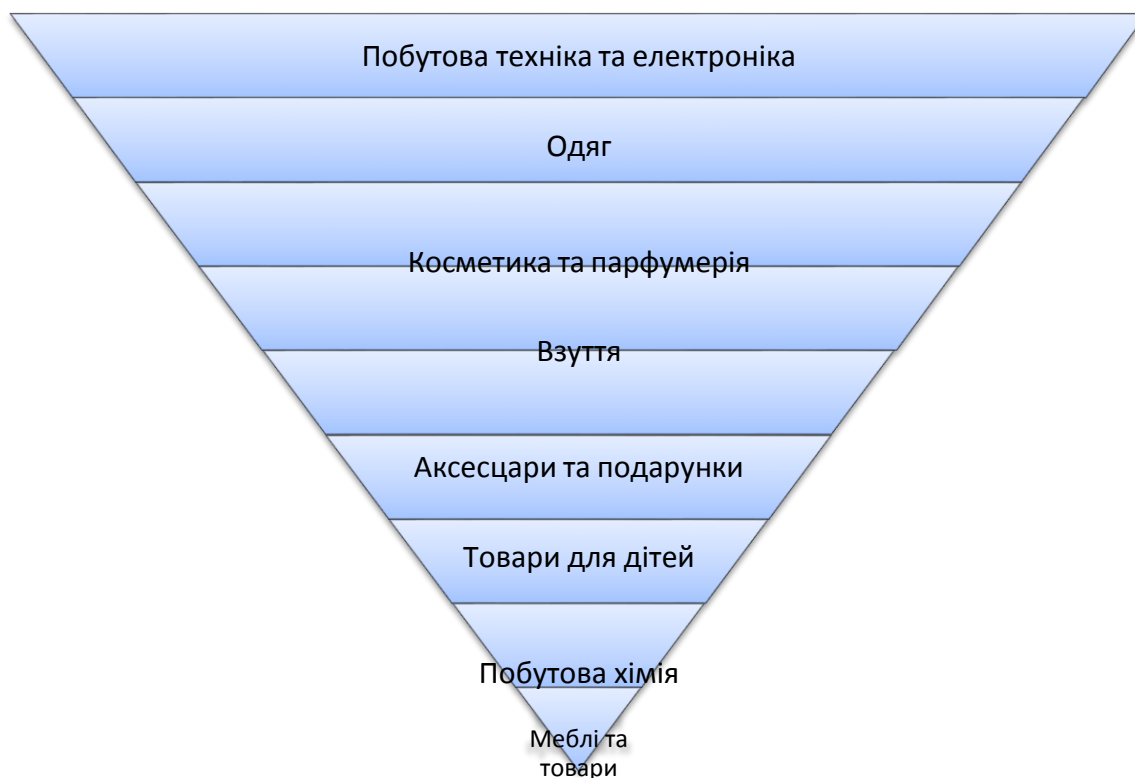 Побутова техніка та електроніка
Одяг
Косметика та парфумерія
Взуття
Аксесцари та подарунки
Товари для дітей
Побутова хімія
Меблі та
товари